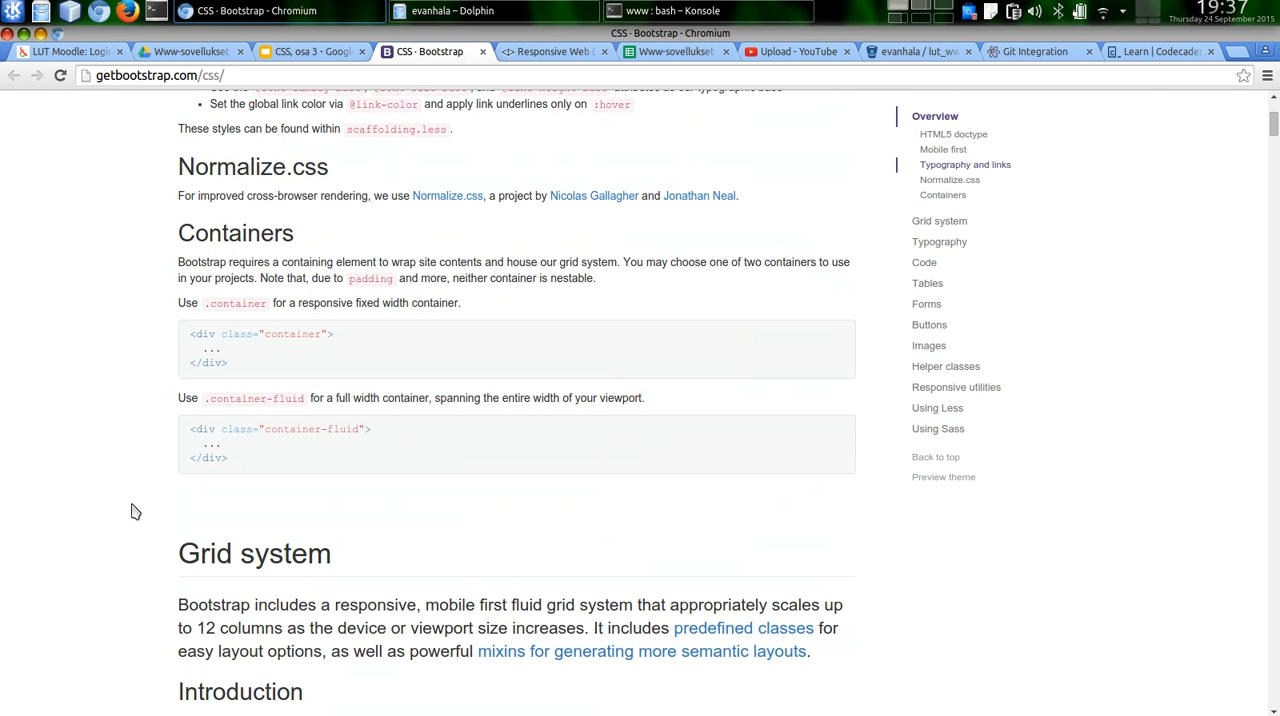 CSS · Bootstrap - Chromium
evanhala – Dolphin
www : bash – Konsole
19:37
Thursday 24 September 2015
CSS · Bootstrap - Chromium
LUT Moodle: Logi
Www-sovellukset
CSS, osa 3 - Google
CSS · Bootstrap
Responsive Web D
Www-sovellukset
Upload - YouTube
evanhala / lut_ww
Git Integration
Learn | Codecade
getbootstrap.com/css/
Set the global link color via @link-color and apply link underlines only on :hover
These styles can be found within scaffolding.less.
Normalize.css
For improved cross-browser rendering, we use Normalize.css, a project by Nicolas Gallagher and Jonathan Neal.
Containers
Bootstrap requires a containing element to wrap site contents and house our grid system. You may choose one of two containers to use
in your projects. Note that, due to padding and more, neither container is nestable.
Use .container for a responsive fixed width container.
<div class="container">
...
</div>
Use .container-fluid for a full width container, spanning the entire width of your viewport.
<div class="container-fluid">
...
</div>
Grid system
Bootstrap includes a responsive, mobile first fluid grid system that appropriately scales up
to 12 columns as the device or viewport size increases. It includes predefined classes for
easy layout options, as well as powerful mixins for generating more semantic layouts.
Introduction
Overview
HTML5 doctype
Mobile first
Typography and links
Normalize.css
Containers
Grid system
Typography
Code
Tables
Forms
Buttons
Images
Helper classes
Responsive utilities
Using Less
Using Sass
Back to top
Preview theme